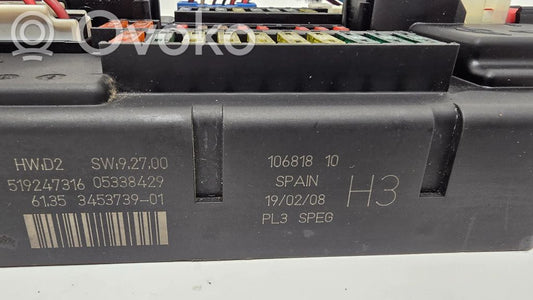 Ovoko
HW:D2 SW:9.27.00
519247316 05338429
61.35 3453739-01
106818 10
SPAIN
19/02/08
PL3 SPEG
H3